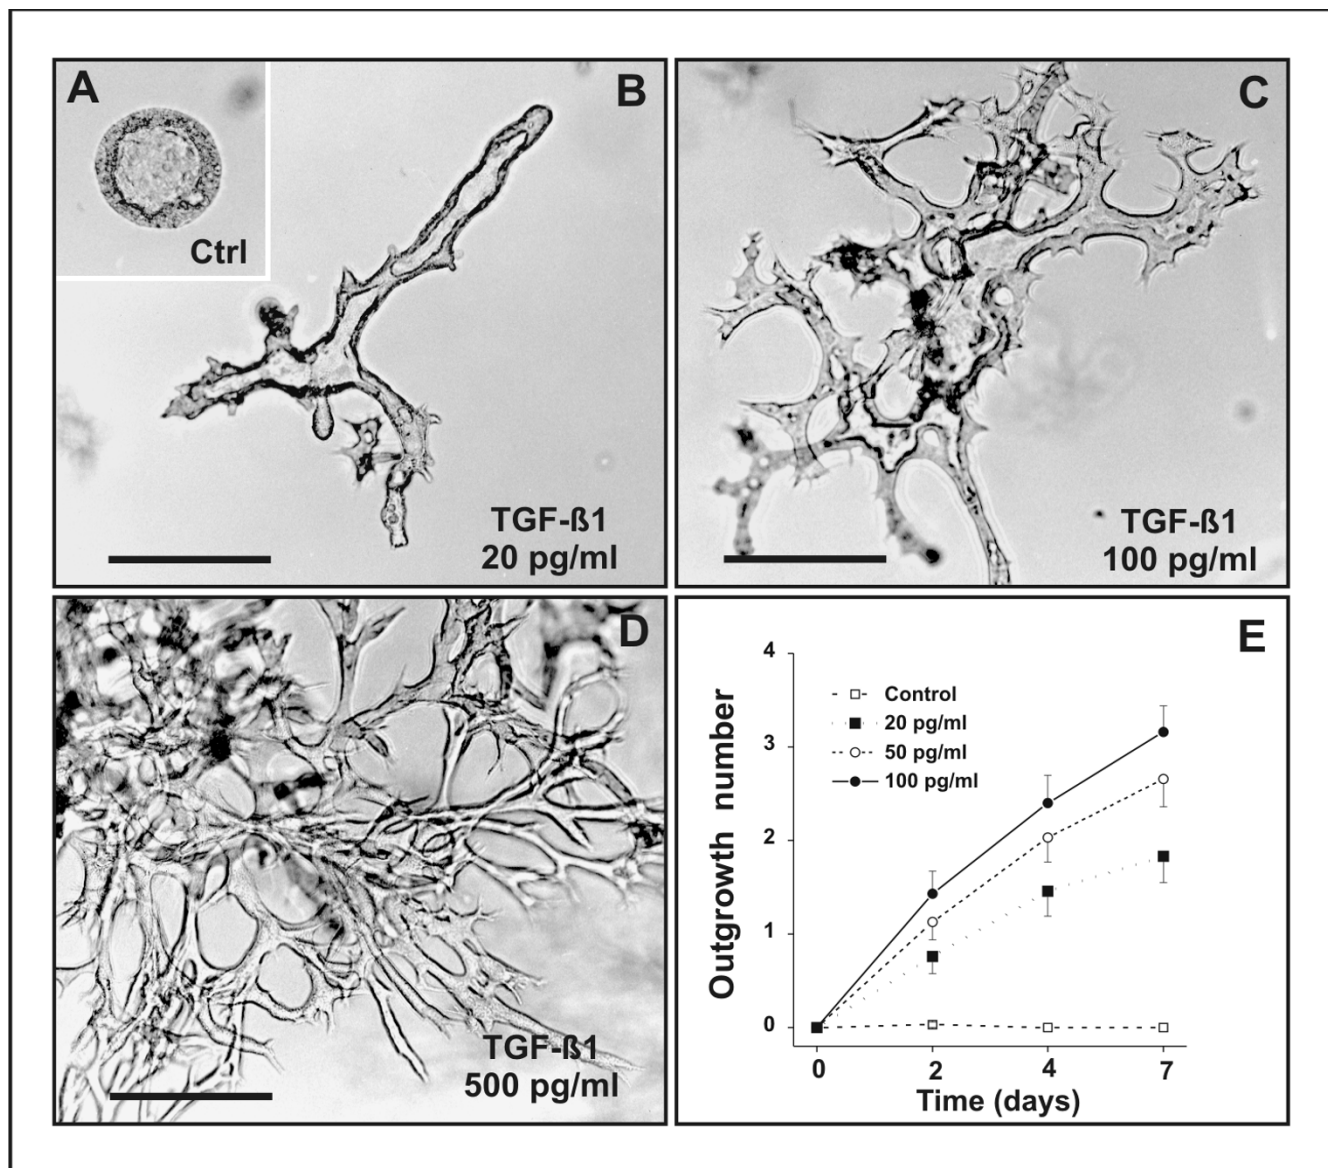 A
Ctrl
B
TGF-ß1
20 pg/ml
C
TGF-ß1
100 pg/ml
D
TGF-ß1
500 pg/ml
E
Outgrowth number
4
3
2
1
0
Control
20 pg/ml
50 pg/ml
100 pg/ml
0 2 4 7
Time (days)